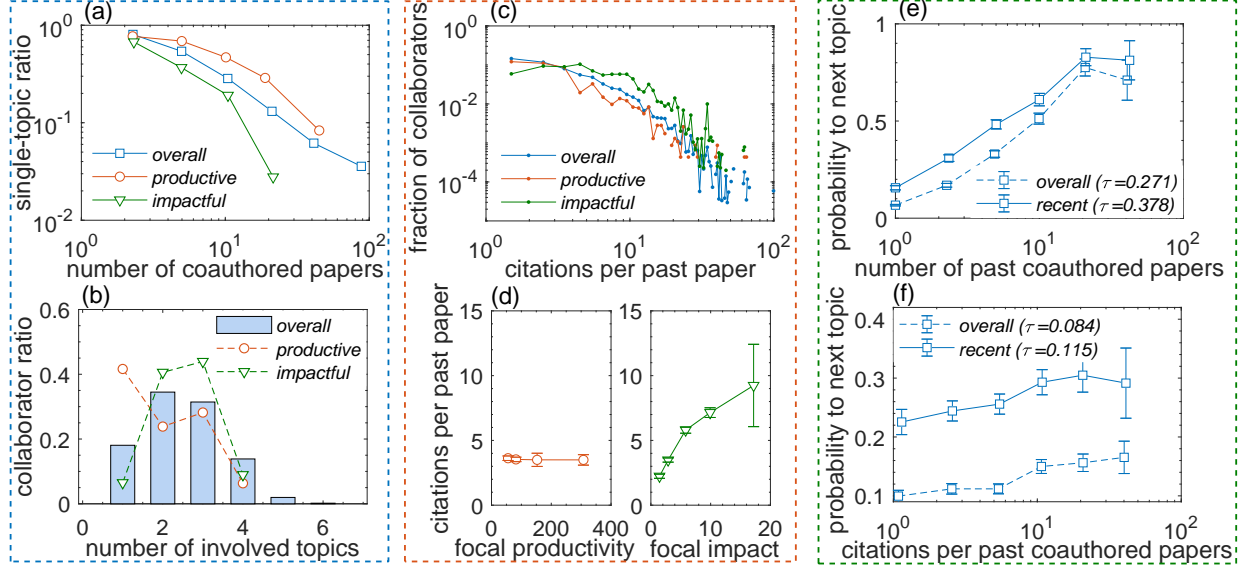 (a)
single-topic ratio
10^0
10^-1
10^-2
overall
productive
impactful
10^0
10^1
10^2
number of coauthored papers
(b)
collaborator ratio
0.6
0.4
0.2
0
overall
productive
impactful
0
2
4
6
number of involved topics
(c)
fraction of collaborators
10^0
10^-2
10^-4
overall
productive
impactful
10^0
10^1
10^2
citations per past paper
(d)
citations per past paper
15
10
5
0
0
200
400
focal productivity
15
10
5
0
0
10
20
focal impact
(e)
probability to next topic
1
0.5
0
overall (τ=0.271)
recent (τ=0.378)
10^0
10^1
10^2
number of past coauthored papers
(f)
probability to next topic
0.4
0.3
0.2
0.1
overall (τ=0.084)
recent (τ=0.115)
10^0
10^1
10^2
citations per past coauthored papers